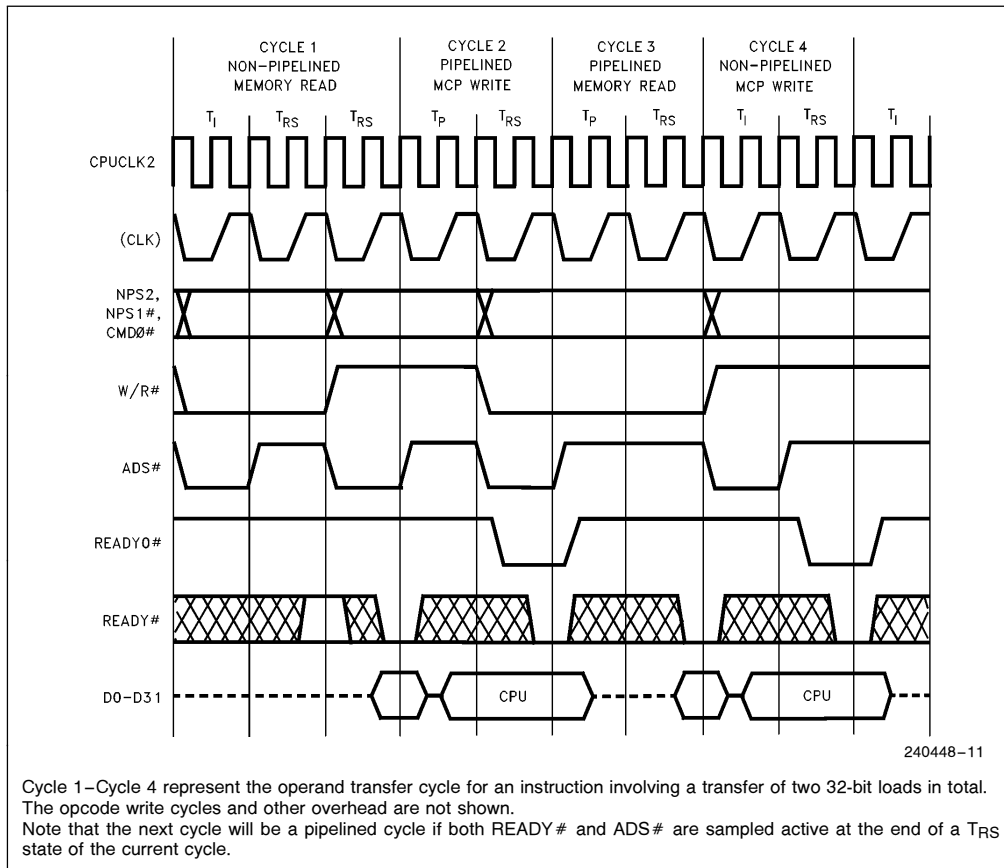 CYCLE 1
NON-PIPELINED
MEMORY READ
CYCLE 2
PIPELINED
MCP WRITE
CYCLE 3
PIPELINED
MEMORY READ
CYCLE 4
NON-PIPELINED
MCP WRITE
TI TRS TRS TP TRS TP TRS TI TRS TI
CPUCLK2
(CLK)
NPS2,
NPS1#,
CMD0#
W/R#
ADS#
READYO#
READY#
D0-D31 CPU CPU
240448-11
Cycle 1-Cycle 4 represent the operand transfer cycle for an instruction involving a transfer of two 32-bit loads in total.
The opcode write cycles and other overhead are not shown.
Note that the next cycle will be a pipelined cycle if both READY# and ADS# are sampled active at the end of a TRS
state of the current cycle.